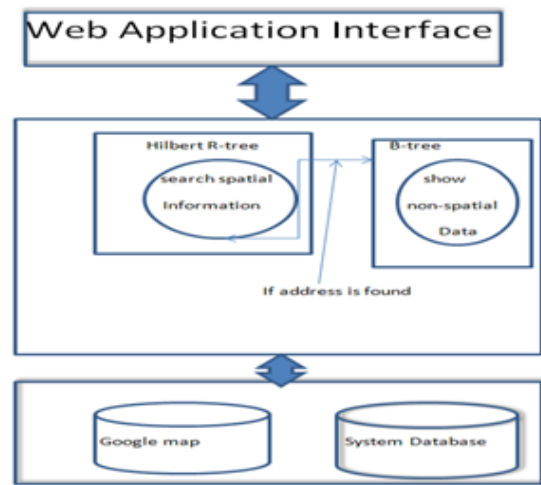 Web Application Interface
Hilbert R-tree
search spatial
Information
B-tree
show
non-spatial
Data
If address is found
Google map
System Database